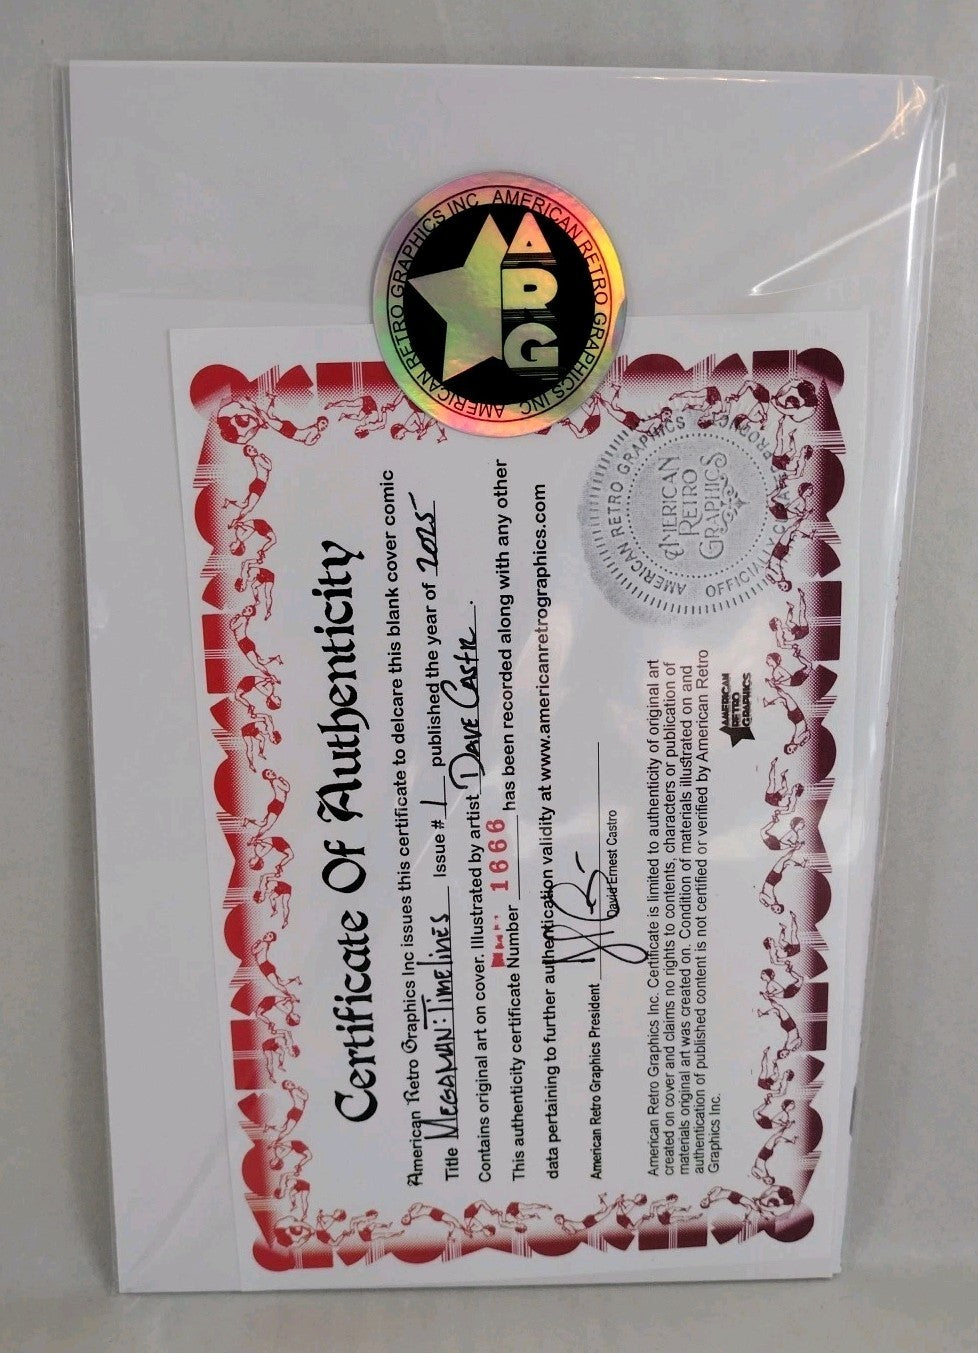 AMERICAN RETRO GRAPHICS INC AMERICAN RETRO GRAPHICS INC
ARG
Certificate Of Authenticity
American Retro Graphics Inc issues this certificate to delcare this blank cover comic
Title MEGAMAN: TIMELINES Issue # 1 published the year of 2025
Contains original art on cover. Illustrated by artist DAVE CASTR.
This authenticity certificate Number 1666 has been recorded along with any other
data pertaining to further authentication validity at www.americanretrographics.com
American Retro Graphics President
David Ernest Castro
American Retro Graphics Inc. Certificate is limited to authenticity of original art
created on cover and claims no rights to contents, characters or publication of
materials original art was created on. Condition of materials illustrated on and
authentication of published content is not certified or verified by American Retro
Graphics Inc.
AMERICAN
RETRO
GRAPHICS
AMERICAN RETRO GRAPHICS INC
AMERICAN
RETRO
GRAPHICS
OFFICIALLY
PRODUCT